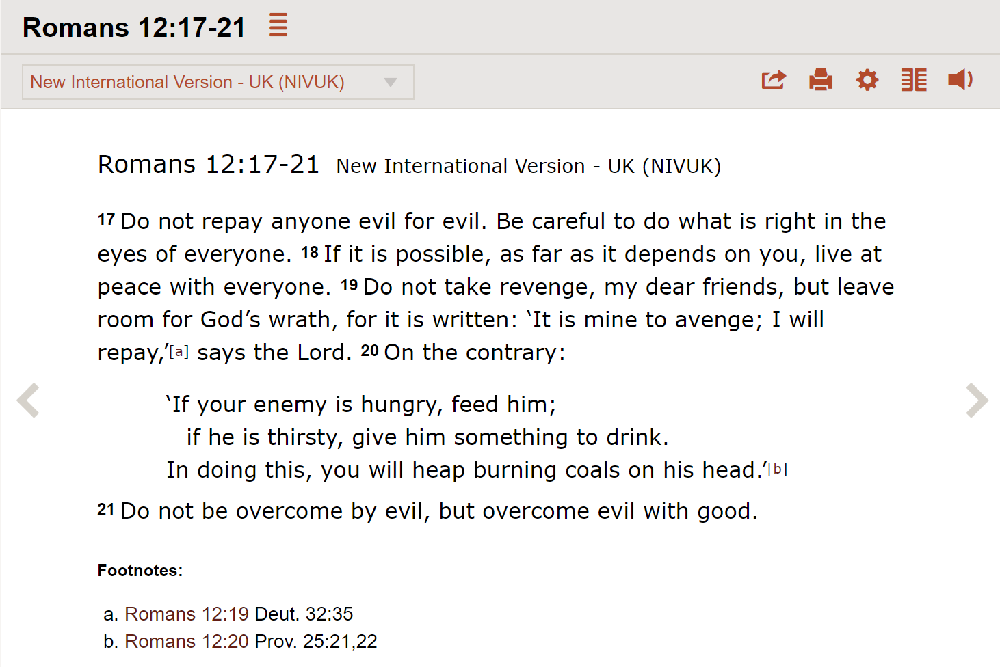 Romans 12:17-21
New International Version - UK (NIVUK)
Romans 12:17-21 New International Version - UK (NIVUK)
17 Do not repay anyone evil for evil. Be careful to do what is right in the
eyes of everyone. 18 If it is possible, as far as it depends on you, live at
peace with everyone. 19 Do not take revenge, my dear friends, but leave
room for God’s wrath, for it is written: ‘It is mine to avenge; I will
repay,’[a] says the Lord. 20 On the contrary:
‘If your enemy is hungry, feed him;
if he is thirsty, give him something to drink.
In doing this, you will heap burning coals on his head.’[b]
21 Do not be overcome by evil, but overcome evil with good.
Footnotes:
a. Romans 12:19 Deut. 32:35
b. Romans 12:20 Prov. 25:21,22